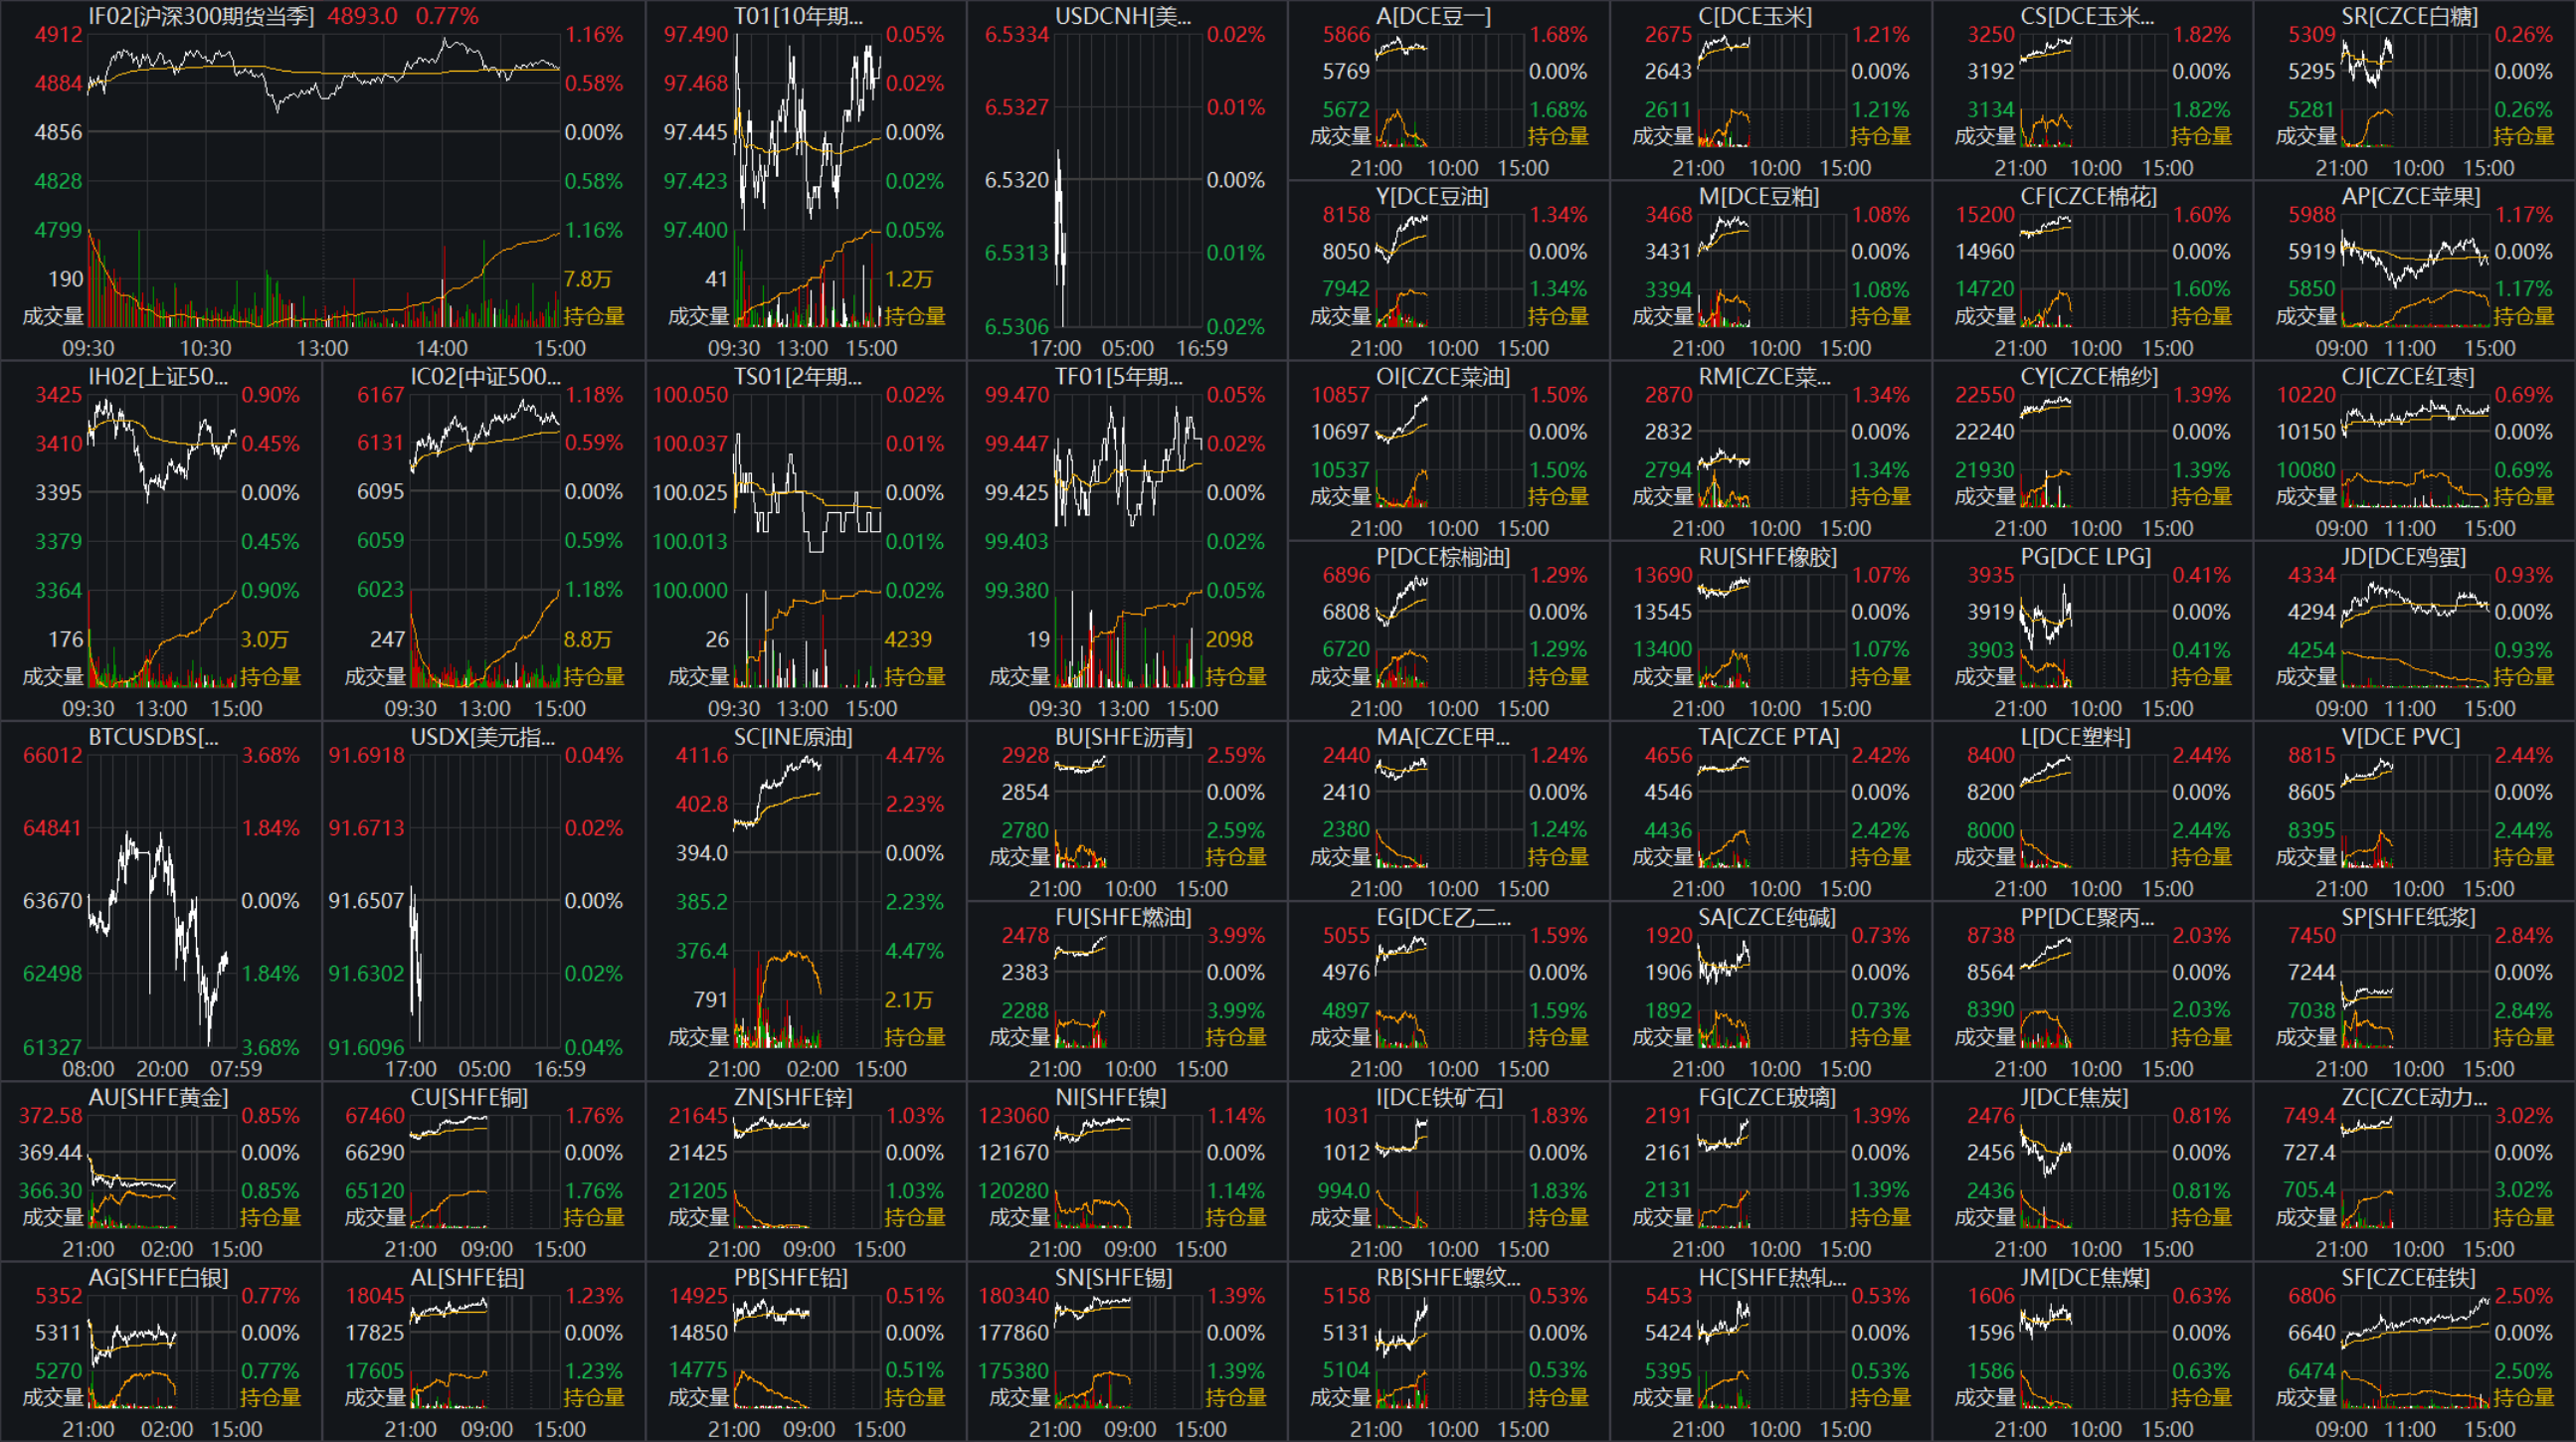 IF02[沪深300期货当季] 4893.0 0.77%
4912 1.16%
4884 0.58%
4856 0.00%
4828 0.58%
4799 1.16%
190 7.8万
成交量 持仓量
09:30 10:30 13:00 14:00 15:00
T01[10年期...
97.490 0.05%
97.468 0.02%
97.445 0.00%
97.423 0.02%
97.400 0.05%
41 1.2万
成交量 持仓量
09:30 13:00 15:00
USDCNH[美...
6.5334 0.02%
6.5327 0.01%
6.5320 0.00%
6.5313 0.01%
6.5306 0.02%
17:00 05:00 16:59
A[DCE豆一]
5866 1.68%
5769 0.00%
5672 1.68%
成交量 持仓量
21:00 10:00 15:00
C[DCE玉米]
2675 1.21%
2643 0.00%
2611 1.21%
成交量 持仓量
21:00 10:00 15:00
CS[DCE玉米...
3250 1.82%
3192 0.00%
3134 1.82%
成交量 持仓量
21:00 10:00 15:00
SR[CZCE白糖]
5309 0.26%
5295 0.00%
5281 0.26%
成交量 持仓量
21:00 10:00 15:00
Y[DCE豆油]
8158 1.34%
8050 0.00%
7942 1.34%
成交量 持仓量
21:00 10:00 15:00
M[DCE豆粕]
3468 1.08%
3431 0.00%
3394 1.08%
成交量 持仓量
21:00 10:00 15:00
CF[CZCE棉花]
15200 1.60%
14960 0.00%
14720 1.60%
成交量 持仓量
21:00 10:00 15:00
AP[CZCE苹果]
5988 1.17%
5919 0.00%
5850 1.17%
成交量 持仓量
09:00 11:00 15:00
IH02[上证50...
3425 0.90%
3410 0.45%
3395 0.00%
3379 0.45%
3364 0.90%
176 3.0万
成交量 持仓量
09:30 13:00 15:00
IC02[中证500...
6167 1.18%
6131 0.59%
6095 0.00%
6059 0.59%
6023 1.18%
247 8.8万
成交量 持仓量
09:30 13:00 15:00
TS01[2年期...
100.050 0.02%
100.037 0.01%
100.025 0.00%
100.013 0.01%
100.000 0.02%
26 4239
成交量 持仓量
09:30 13:00 15:00
TF01[5年期...
99.470 0.05%
99.447 0.02%
99.425 0.00%
99.403 0.02%
99.380 0.05%
19 2098
成交量 持仓量
09:30 13:00 15:00
OI[CZCE菜油]
10857 1.50%
10697 0.00%
10537 1.50%
成交量 持仓量
21:00 10:00 15:00
RM[CZCE菜...
2870 1.34%
2832 0.00%
2794 1.34%
成交量 持仓量
21:00 10:00 15:00
CY[CZCE棉纱]
22550 1.39%
22240 0.00%
21930 1.39%
成交量 持仓量
21:00 10:00 15:00
CJ[CZCE红枣]
10220 0.69%
10150 0.00%
10080 0.69%
成交量 持仓量
09:00 11:00 15:00
P[DCE棕榈油]
6896 1.29%
6808 0.00%
6720 1.29%
成交量 持仓量
21:00 10:00 15:00
RU[SHFE橡胶]
13690 1.07%
13545 0.00%
13400 1.07%
成交量 持仓量
21:00 10:00 15:00
PG[DCE LPG]
3935 0.41%
3919 0.00%
3903 0.41%
成交量 持仓量
21:00 10:00 15:00
JD[DCE鸡蛋]
4334 0.93%
4294 0.00%
4254 0.93%
成交量 持仓量
09:00 11:00 15:00
BTCUSDBS[...
66012 3.68%
64841 1.84%
63670 0.00%
62498 1.84%
61327 3.68%
08:00 20:00 07:59
USDX[美元指...
91.6918 0.04%
91.6713 0.02%
91.6507 0.00%
91.6302 0.02%
91.6096 0.04%
17:00 05:00 16:59
SC[INE原油]
411.6 4.47%
402.8 2.23%
394.0 0.00%
385.2 2.23%
376.4 4.47%
791 2.1万
成交量 持仓量
21:00 02:00 15:00
BU[SHFE沥青]
2928 2.59%
2854 0.00%
2780 2.59%
成交量 持仓量
21:00 10:00 15:00
MA[CZCE甲...
2440 1.24%
2410 0.00%
2380 1.24%
成交量 持仓量
21:00 10:00 15:00
TA[CZCE PTA]
4656 2.42%
4546 0.00%
4436 2.42%
成交量 持仓量
21:00 10:00 15:00
L[DCE塑料]
8400 2.44%
8200 0.00%
8000 2.44%
成交量 持仓量
21:00 10:00 15:00
V[DCE PVC]
8815 2.44%
8605 0.00%
8395 2.44%
成交量 持仓量
21:00 10:00 15:00
FU[SHFE燃油]
2478 3.99%
2383 0.00%
2288 3.99%
成交量 持仓量
21:00 10:00 15:00
EG[DCE乙二...
5055 1.59%
4976 0.00%
4897 1.59%
成交量 持仓量
21:00 10:00 15:00
SA[CZCE纯碱]
1920 0.73%
1906 0.00%
1892 0.73%
成交量 持仓量
21:00 10:00 15:00
PP[DCE聚丙...
8738 2.03%
8564 0.00%
8390 2.03%
成交量 持仓量
21:00 10:00 15:00
SP[SHFE纸浆]
7450 2.84%
7244 0.00%
7038 2.84%
成交量 持仓量
21:00 10:00 15:00
AU[SHFE黄金]
372.58 0.85%
369.44 0.00%
366.30 0.85%
成交量 持仓量
21:00 02:00 15:00
CU[SHFE铜]
67460 1.76%
66290 0.00%
65120 1.76%
成交量 持仓量
21:00 09:00 15:00
ZN[SHFE锌]
21645 1.03%
21425 0.00%
21205 1.03%
成交量 持仓量
21:00 09:00 15:00
NI[SHFE镍]
123060 1.14%
121670 0.00%
120280 1.14%
成交量 持仓量
21:00 09:00 15:00
I[DCE铁矿石]
1031 1.83%
1012 0.00%
994.0 1.83%
成交量 持仓量
21:00 10:00 15:00
FG[CZCE玻璃]
2191 1.39%
2161 0.00%
2131 1.39%
成交量 持仓量
21:00 10:00 15:00
J[DCE焦炭]
2476 0.81%
2456 0.00%
2436 0.81%
成交量 持仓量
21:00 10:00 15:00
ZC[CZCE动力...
749.4 3.02%
727.4 0.00%
705.4 3.02%
成交量 持仓量
21:00 10:00 15:00
AG[SHFE白银]
5352 0.77%
5311 0.00%
5270 0.77%
成交量 持仓量
21:00 02:00 15:00
AL[SHFE铝]
18045 1.23%
17825 0.00%
17605 1.23%
成交量 持仓量
21:00 09:00 15:00
PB[SHFE铅]
14925 0.51%
14850 0.00%
14775 0.51%
成交量 持仓量
21:00 09:00 15:00
SN[SHFE锡]
180340 1.39%
177860 0.00%
175380 1.39%
成交量 持仓量
21:00 09:00 15:00
RB[SHFE螺纹...
5158 0.53%
5131 0.00%
5104 0.53%
成交量 持仓量
21:00 10:00 15:00
HC[SHFE热轧...
5453 0.53%
5424 0.00%
5395 0.53%
成交量 持仓量
21:00 10:00 15:00
JM[DCE焦煤]
1606 0.63%
1596 0.00%
1586 0.63%
成交量 持仓量
21:00 10:00 15:00
SF[CZCE硅铁]
6806 2.50%
6640 0.00%
6474 2.50%
成交量 持仓量
09:00 11:00 15:00